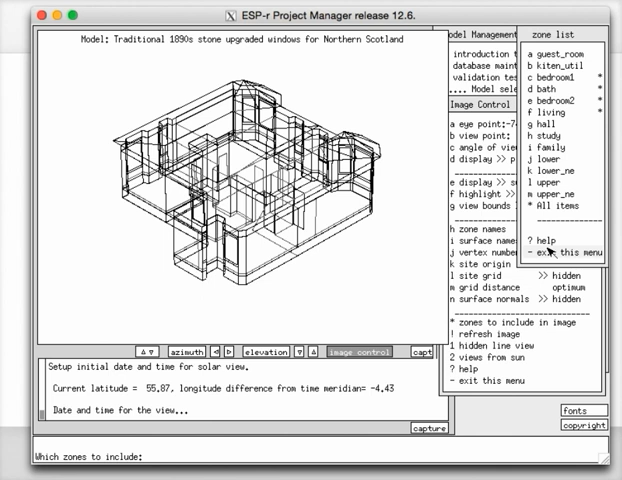 ESP-r Project Manager release 12.6.
Model: Traditional 1890s stone upgraded windows for Northern Scotland
odel Management
introduction t
database maint
validation tes
.... Model sele
Image Control
a eye point:-7
b view point:
c angle of view
d display >> p
e display >> su
f highlight >>
g view bounds
h zone names
i surface names
j vertex number
k site origin
l site grid >> hidden
m grid distance optimum
n surface normals >> hidden
* zones to include in image
! refresh image
1 hidden line view
2 views from sun
? help
- exit this menu
zone list
a guest_room
b kiten_util
c bedroom1 *
d bath *
e bedroom2 *
f living *
g hall
h study
i family
j lower
k lower_ne
l upper
m upper_ne
* All items
? help
- exit this menu
azimuth
elevation
image control
capt
Setup initial date and time for solar view.
Current latitude = 55.87, longitude difference from time meridian= -4.43
Date and time for the view...
capture
fonts
copyright
Which zones to include: